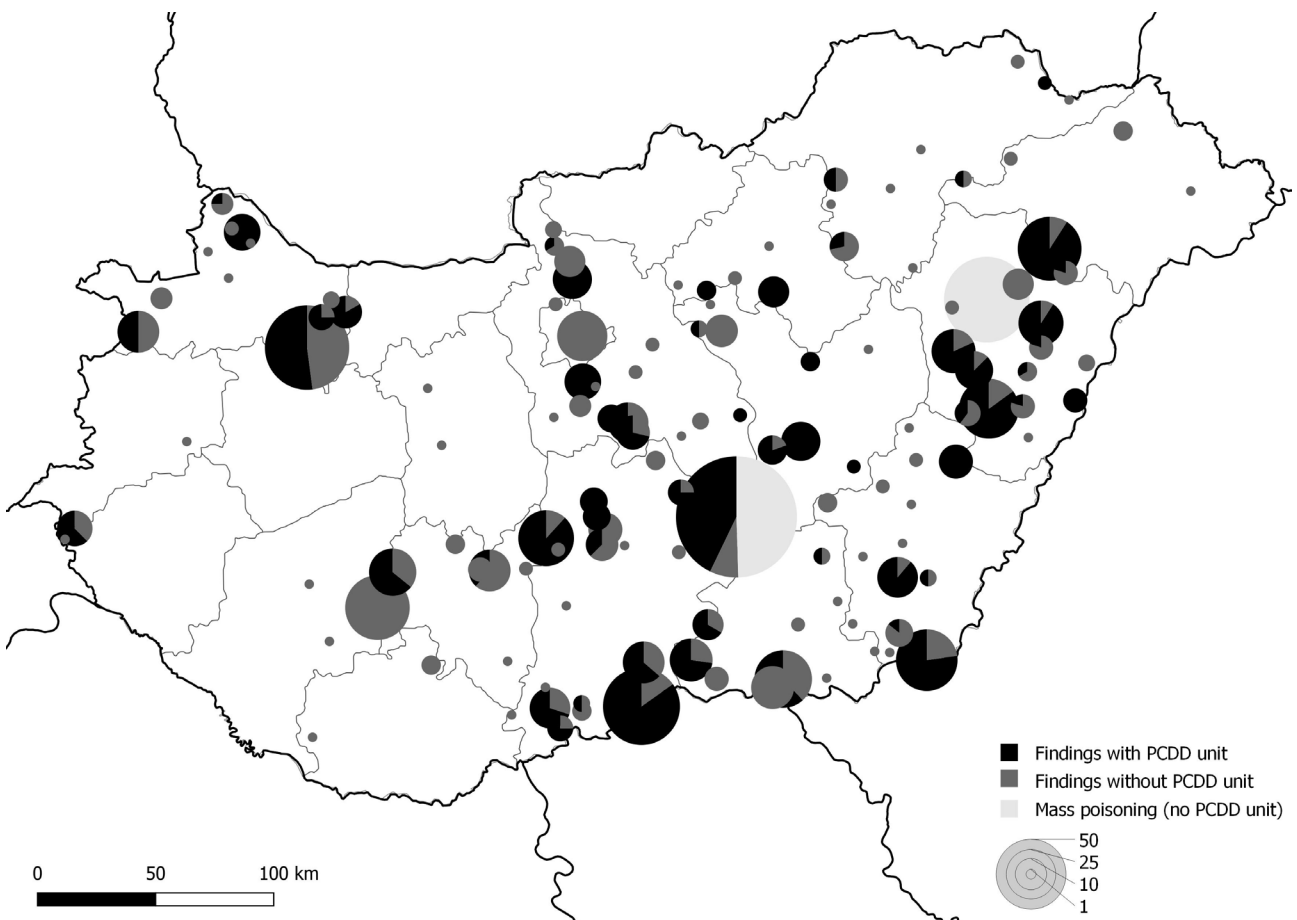 Findings with PCDD unit
Findings without PCDD unit
Mass poisoning (no PCDD unit)
50
25
10
1
0 50 100 km